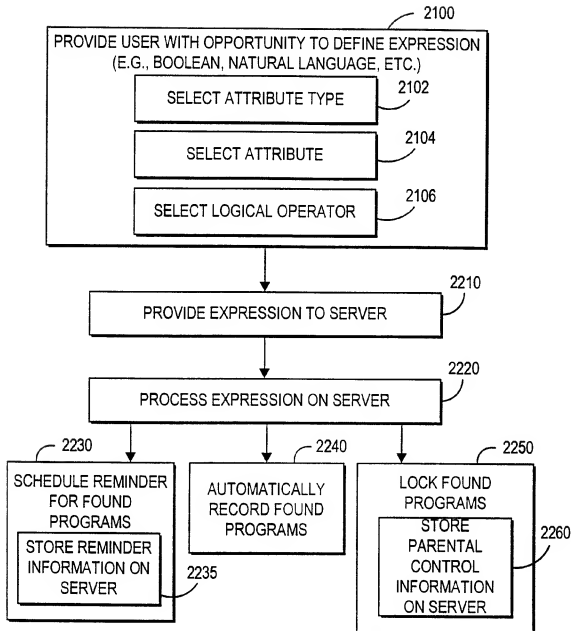 2100
PROVIDE USER WITH OPPORTUNITY TO DEFINE EXPRESSION
(E.G., BOOLEAN, NATURAL LANGUAGE, ETC.)
SELECT ATTRIBUTE TYPE
2102
SELECT ATTRIBUTE
2104
SELECT LOGICAL OPERATOR
2106
PROVIDE EXPRESSION TO SERVER
2210
PROCESS EXPRESSION ON SERVER
2220
2230
SCHEDULE REMINDER
FOR FOUND
PROGRAMS
STORE REMINDER
INFORMATION ON
SERVER
2235
2240
AUTOMATICALLY
RECORD FOUND
PROGRAMS
2250
LOCK FOUND
PROGRAMS
STORE
PARENTAL
CONTROL
INFORMATION
ON SERVER
2260